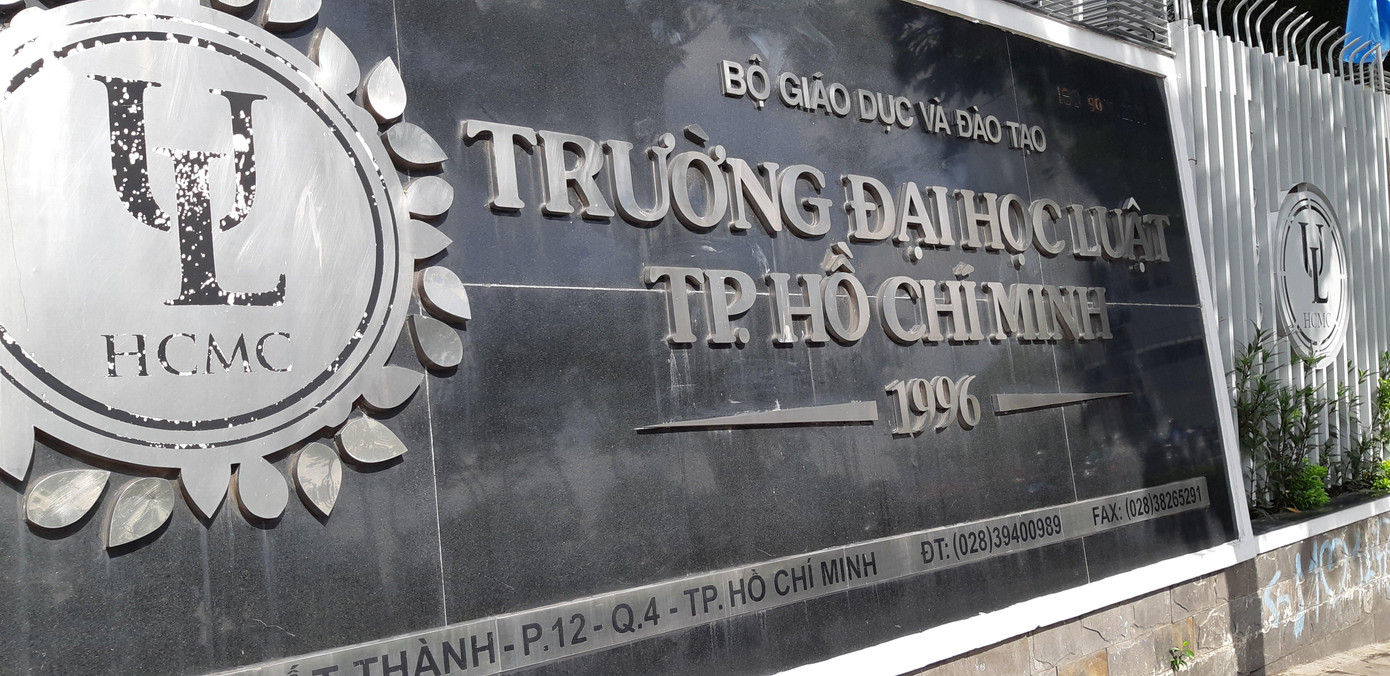 UL
HCMC
BỘ GIÁO DỤC VÀ ĐÀO TẠO
TRƯỜNG ĐẠI HỌC LUẬT
TP. HỒ CHÍ MINH
1996
THÀNH - P.12 - Q.4 - TP. HỒ CHÍ MINH ĐT: (028)39400989 FAX: (028)38265291
UL
HCMC